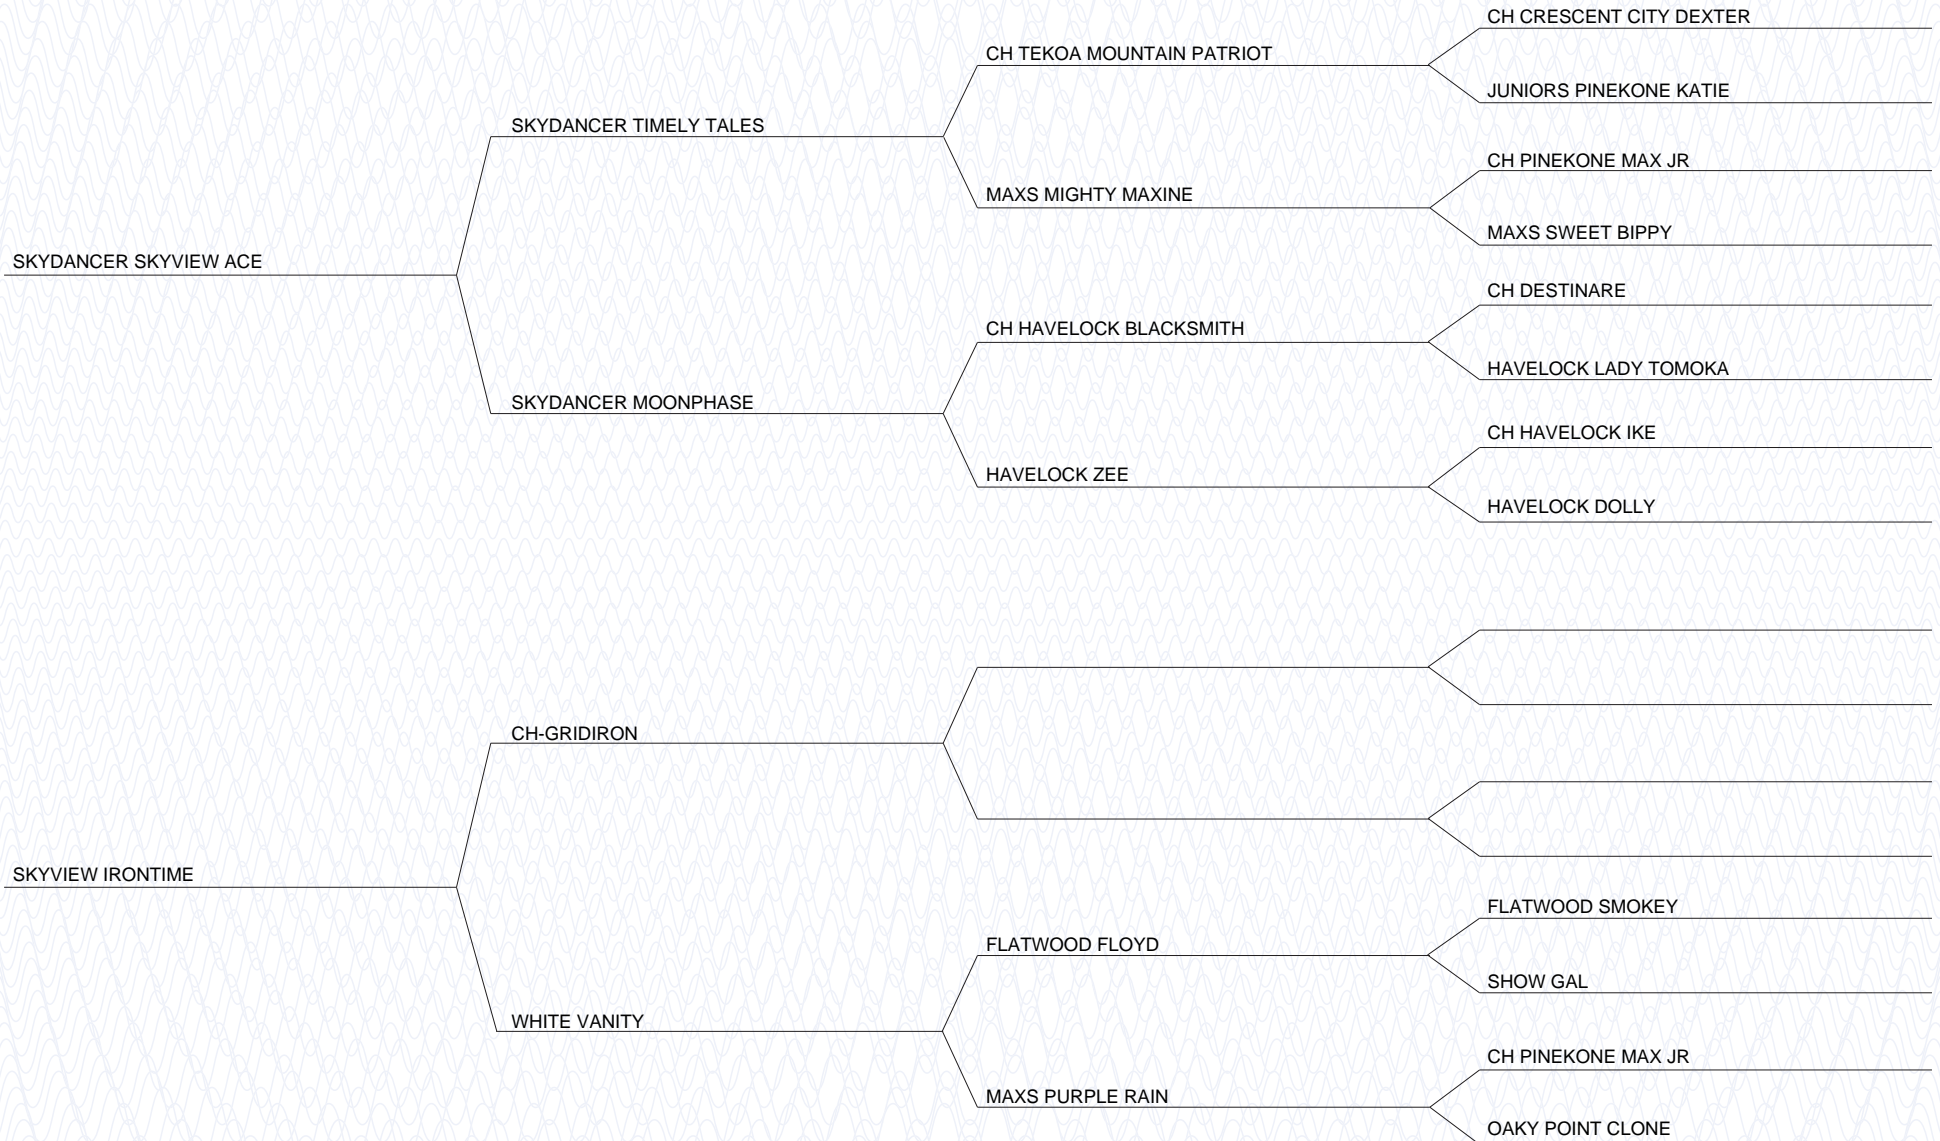 CH CRESCENT CITY DEXTER
CH TEKOA MOUNTAIN PATRIOT
JUNIORS PINEKONE KATIE
SKYDANCER TIMELY TALES
CH PINEKONE MAX JR
MAXS MIGHTY MAXINE
MAXS SWEET BIPPY
SKYDANCER SKYVIEW ACE
CH DESTINARE
CH HAVELOCK BLACKSMITH
HAVELOCK LADY TOMOKA
SKYDANCER MOONPHASE
CH HAVELOCK IKE
HAVELOCK ZEE
HAVELOCK DOLLY
CH-GRIDIRON
SKYVIEW IRONTIME
FLATWOOD SMOKEY
FLATWOOD FLOYD
SHOW GAL
WHITE VANITY
CH PINEKONE MAX JR
MAXS PURPLE RAIN
OAKY POINT CLONE